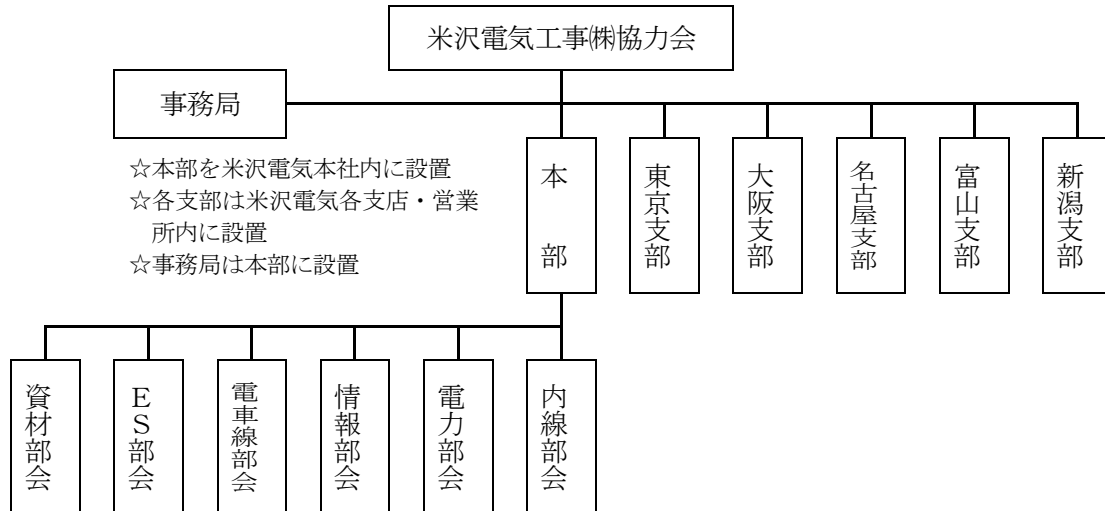 米沢電気工事㈱協力会
事務局
☆本部を米沢電気本社内に設置
☆各支部は米沢電気各支店・営業
所内に設置
☆事務局は本部に設置
本部
東京支部
大阪支部
名古屋支部
富山支部
新潟支部
資材部会
ＥＳ部会
電車線部会
情報部会
電力部会
内線部会